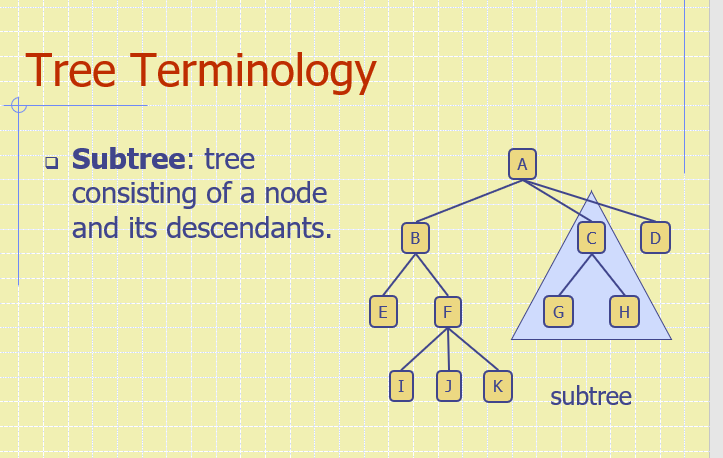 Tree Terminology
Subtree: tree
consisting of a node
and its descendants.
A
B
C
D
E
F
G
H
I
J
K
subtree